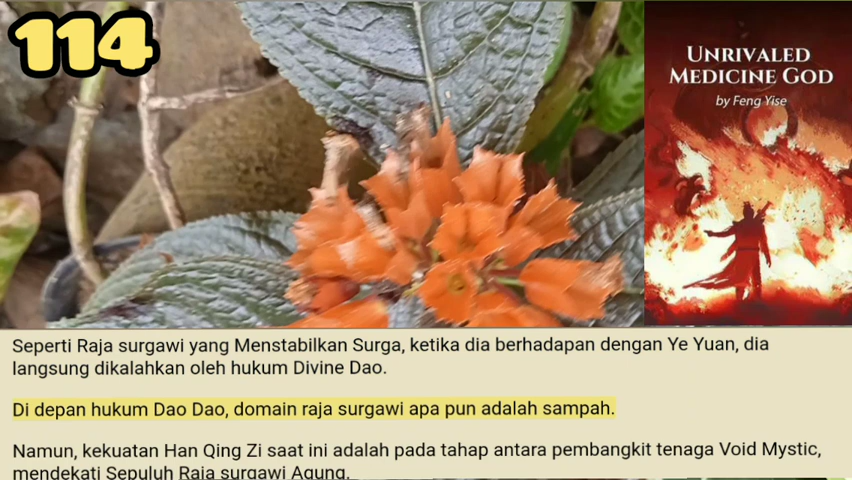 114
UNRIVALED
MEDICINE GOD
by Feng Yise
Seperti Raja surgawi yang Menstabilkan Surga, ketika dia berhadapan dengan Ye Yuan, dia
langsung dikalahkan oleh hukum Divine Dao.
Di depan hukum Dao Dao, domain raja surgawi apa pun adalah sampah.
Namun, kekuatan Han Qing Zi saat ini adalah pada tahap antara pembangkit tenaga Void Mystic,
mendekati Sepuluh Raja surgawi Agung.